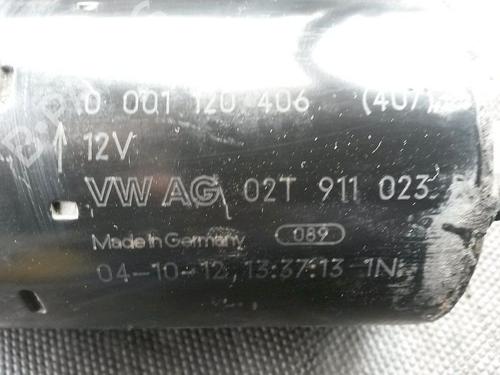 0 001 120 406 (407)
12V
VW AG 02T 911 023
Made in Germany 089
04-10-12, 13:37:13 1N